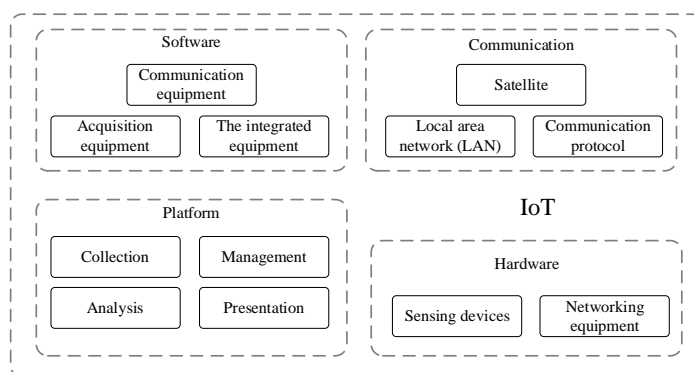 Software
Communication
equipment
Acquisition
equipment
The integrated
equipment
Communication
Satellite
Local area
network (LAN)
Communication
protocol
Platform
Collection
Management
Analysis
Presentation
IoT
Hardware
Sensing devices
Networking
equipment